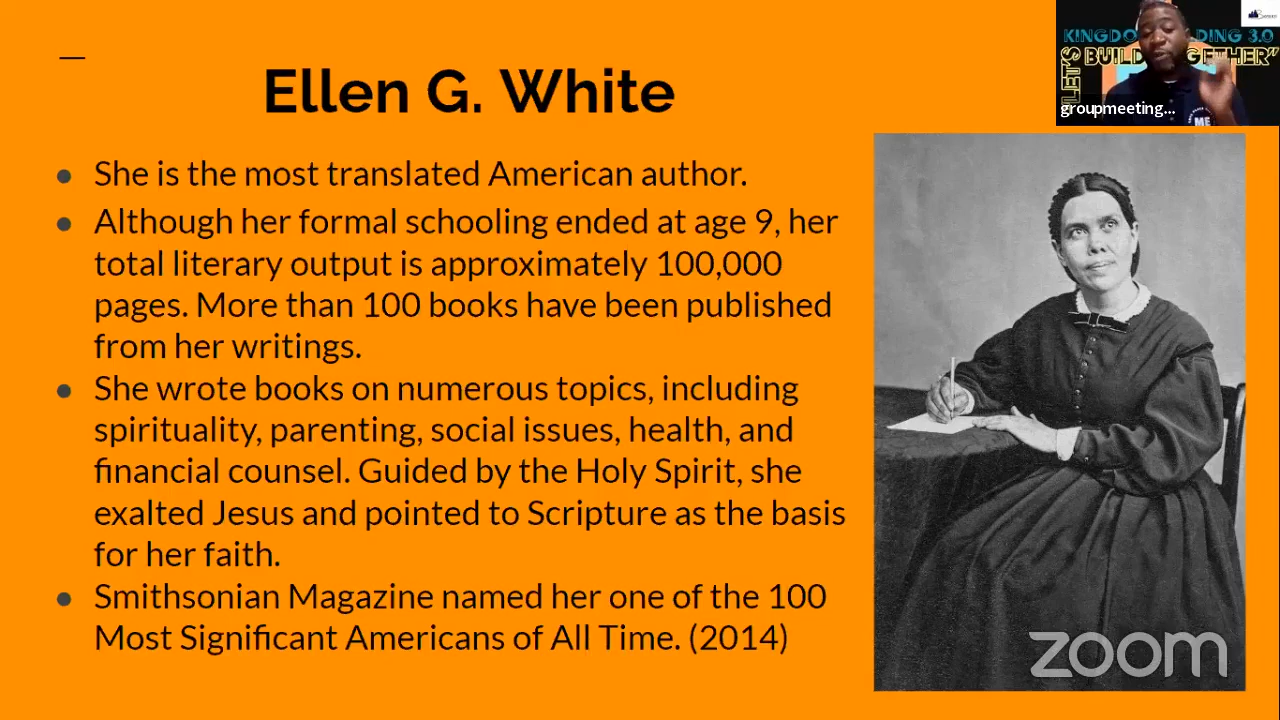 Ellen G. White
She is the most translated American author.
Although her formal schooling ended at age 9, her
total literary output is approximately 100,000
pages. More than 100 books have been published
from her writings.
She wrote books on numerous topics, including
spirituality, parenting, social issues, health, and
financial counsel. Guided by the Holy Spirit, she
exalted Jesus and pointed to Scripture as the basis
for her faith.
Smithsonian Magazine named her one of the 100
Most Significant Americans of All Time. (2014)
3.0
LET'S
groupmeeting...
ME
zoom